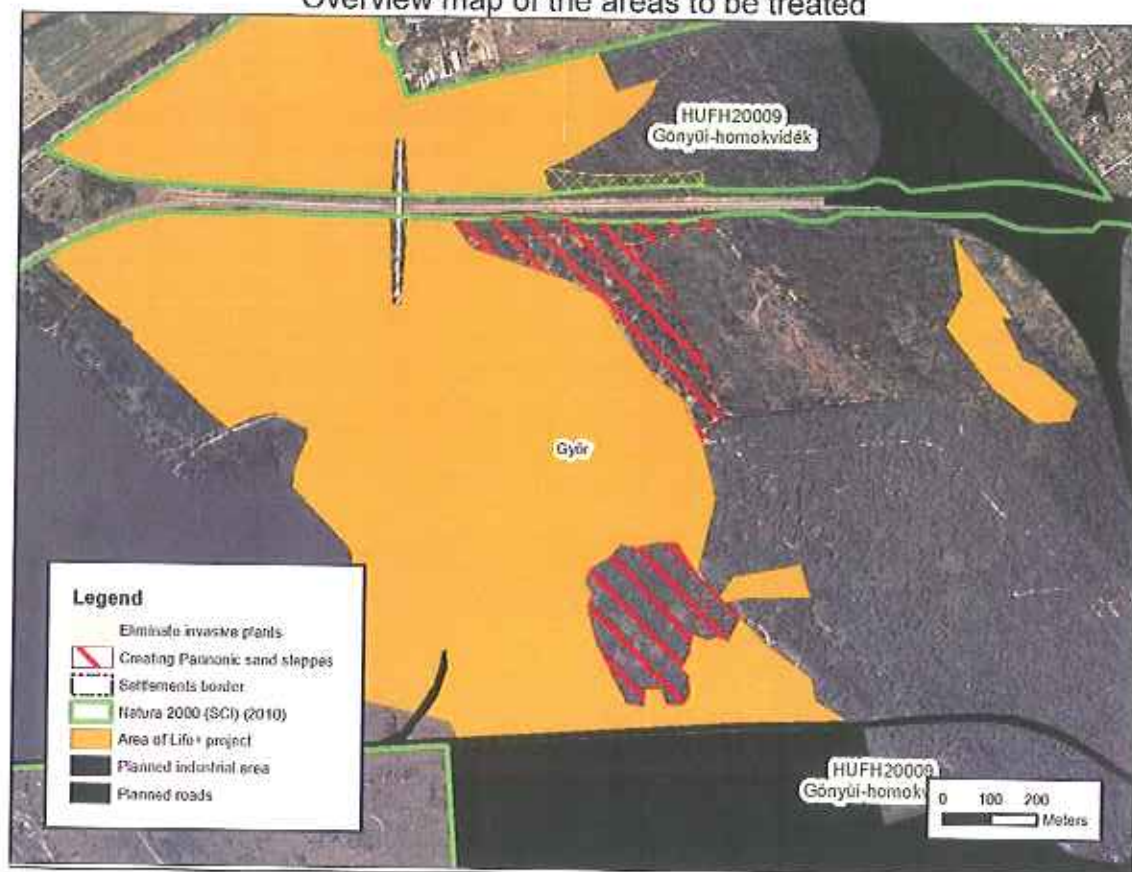 Overview map of the areas to be treated
HUFH20009
Gönyüi-homokvidék
Győr
Legend
Eliminate invasive plants
Creating Pannonic sand steppes
Settlements border
Natura 2000 (SCI) (2010)
Area of Life+ project
Planned industrial area
Planned roads
HUFH20009
Gönyüi-homokv
0 100 200
Meters